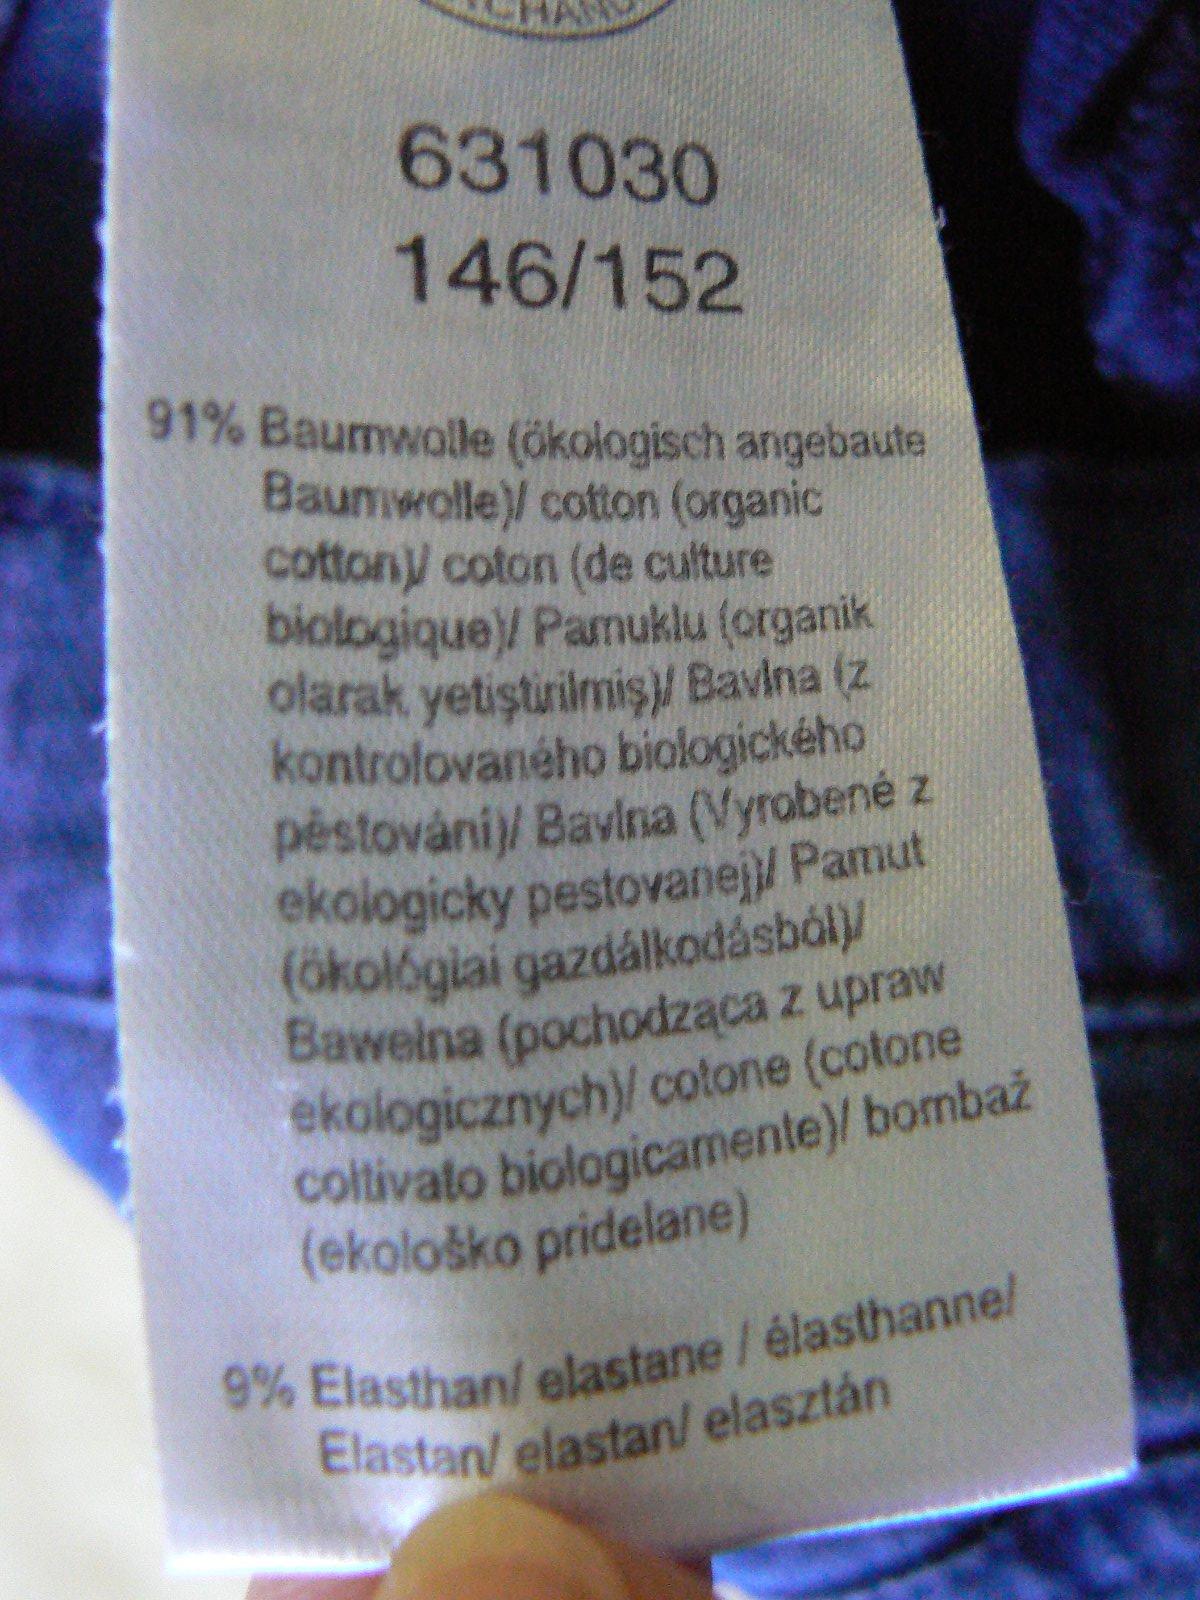 631030
146/152
91% Baumwolle (ökologisch angebaute
Baumwolle)/ cotton (organic
cotton)/ coton (de culture
biologique)/ Pamuklu (organik
olarak yetiştirilmiş)/ Bavlna (z
kontrolovaného biologického
pěstování)/ Bavlna (Vyrobené z
ekologicky pestovanej)/ Pamut
(ökológiai gazdálkodásból)/
Bawełna (pochodząca z upraw
ekologicznych)/ cotone (cotone
coltivato biologicamente)/ bombaž
(ekološko pridelane)
9% Elasthan/ elastane / élasthanne/
Elastan/ elastan/ elasztán